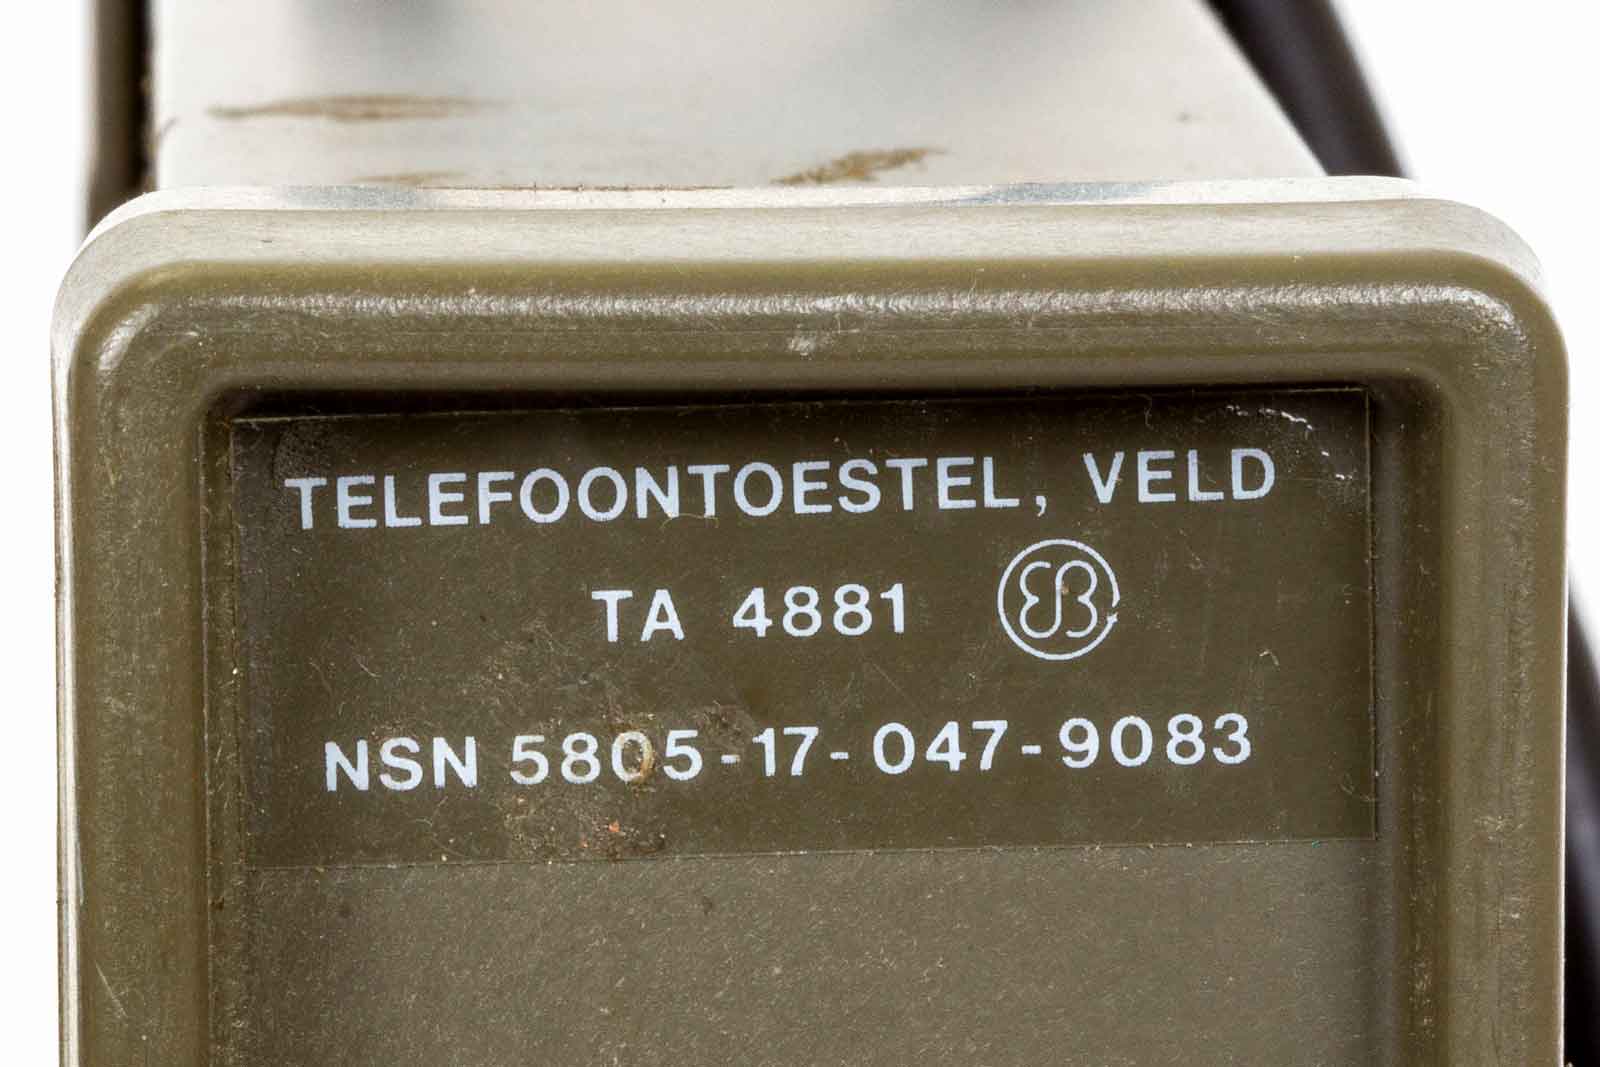 TELEFOONTOESTEL, VELD
TA 4881
NSN 5805-17-047-9083